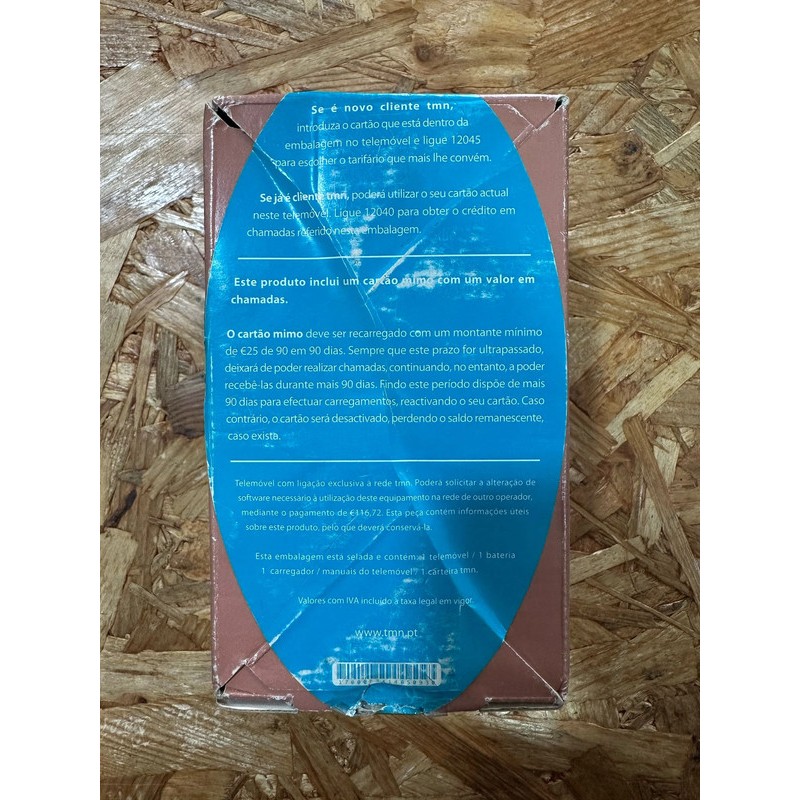 Se é novo cliente tmn,
introduza o cartão que está dentro da
embalagem no telemóvel e ligue 12045
para escolher o tarifário que mais lhe convém.
Se já é cliente tmn, poderá utilizar o seu cartão actual
neste telemóvel. Ligue 12040 para obter o crédito em
chamadas referido nesta embalagem.
Este produto inclui um cartão mimo com um valor em
chamadas.
O cartão mimo deve ser recarregado com um montante mínimo
de €25 de 90 em 90 dias. Sempre que este prazo for ultrapassado,
deixará de poder realizar chamadas, continuando, no entanto, a poder
recebê-las durante mais 90 dias. Findo este período dispõe de mais
90 dias para efectuar carregamentos, reactivando o seu cartão. Caso
contrário, o cartão será desactivado, perdendo o saldo remanescente,
caso exista.
Telemóvel com ligação exclusiva à rede tmn. Poderá solicitar a alteração de
software necessário à utilização deste equipamento na rede de outro operador,
mediante o pagamento de €116,72. Esta peça contém informações úteis
sobre este produto, pelo que deverá conservá-la.
Esta embalagem está selada e contém: 1 telemóvel / 1 bateria
1 carregador / manuais do telemóvel / 1 carteira tmn.
Valores com IVA incluído à taxa legal em vigor.
www.tmn.pt